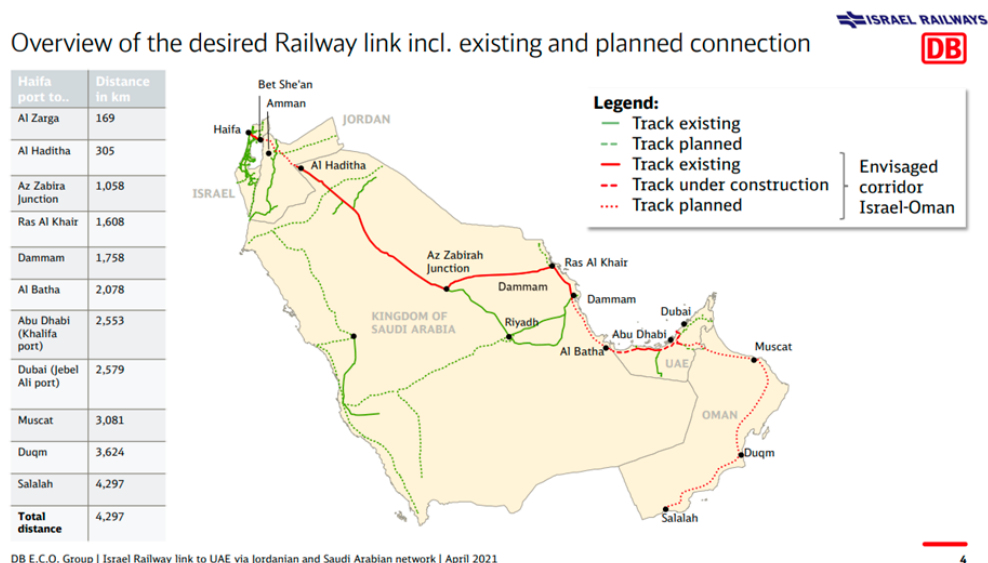 ISRAEL RAILWAYS
Overview of the desired Railway link incl. existing and planned connection
DB
Haifa port to..
Distance in km
Al Zarga 169
Al Haditha 305
Az Zabira Junction 1,058
Ras Al Khair 1,608
Dammam 1,758
Al Batha 2,078
Abu Dhabi (Khalifa port) 2,553
Dubai (Jebel Ali port) 2,579
Muscat 3,081
Duqm 3,624
Salalah 4,297
Total distance 4,297
Bet She'an
Amman
Haifa
JORDAN
Al Haditha
ISRAEL
Az Zabirah
Junction
Ras Al Khair
Dammam
Dammam
KINGDOM OF
SAUDI ARABIA
Riyadh
Dubai
Abu Dhabi
Al Batha
UAE
Muscat
OMAN
Duqm
Salalah
Legend:
Track existing
Track planned
Track existing
Track under construction
Track planned
Envisaged
corridor
Israel-Oman
DB E.C.O. Group | Israel Railway link to UAE via Jordanian and Saudi Arabian network | April 2021
4